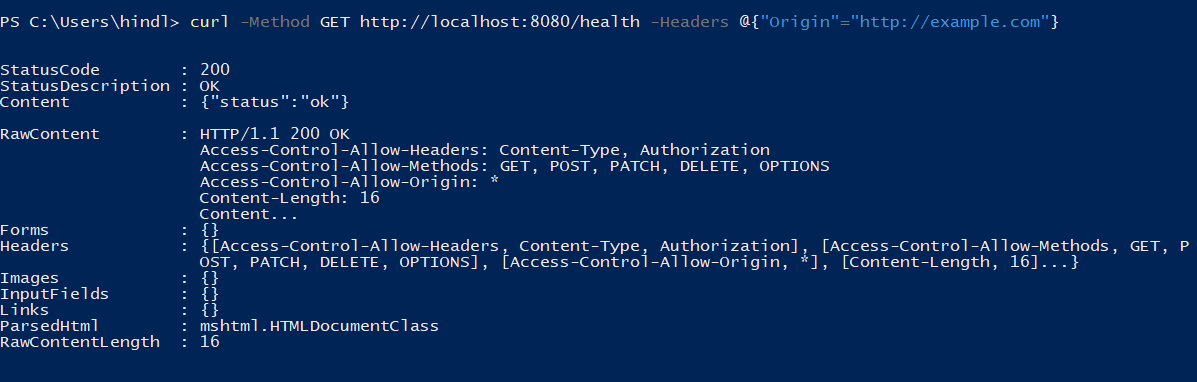 PS C:\Users\hindl> curl -Method GET http://localhost:8080/health -Headers @{"Origin"="http://example.com"}
StatusCode : 200
StatusDescription : OK
Content : {"status":"ok"}
RawContent : HTTP/1.1 200 OK
Access-Control-Allow-Headers: Content-Type, Authorization
Access-Control-Allow-Methods: GET, POST, PATCH, DELETE, OPTIONS
Access-Control-Allow-Origin: *
Content-Length: 16
Content...
Forms : {}
Headers : {[Access-Control-Allow-Headers, Content-Type, Authorization], [Access-Control-Allow-Methods, GET, P
OST, PATCH, DELETE, OPTIONS], [Access-Control-Allow-Origin, *], [Content-Length, 16]...}
Images : {}
InputFields : {}
Links : {}
ParsedHtml : mshtml.HTMLDocumentClass
RawContentLength : 16